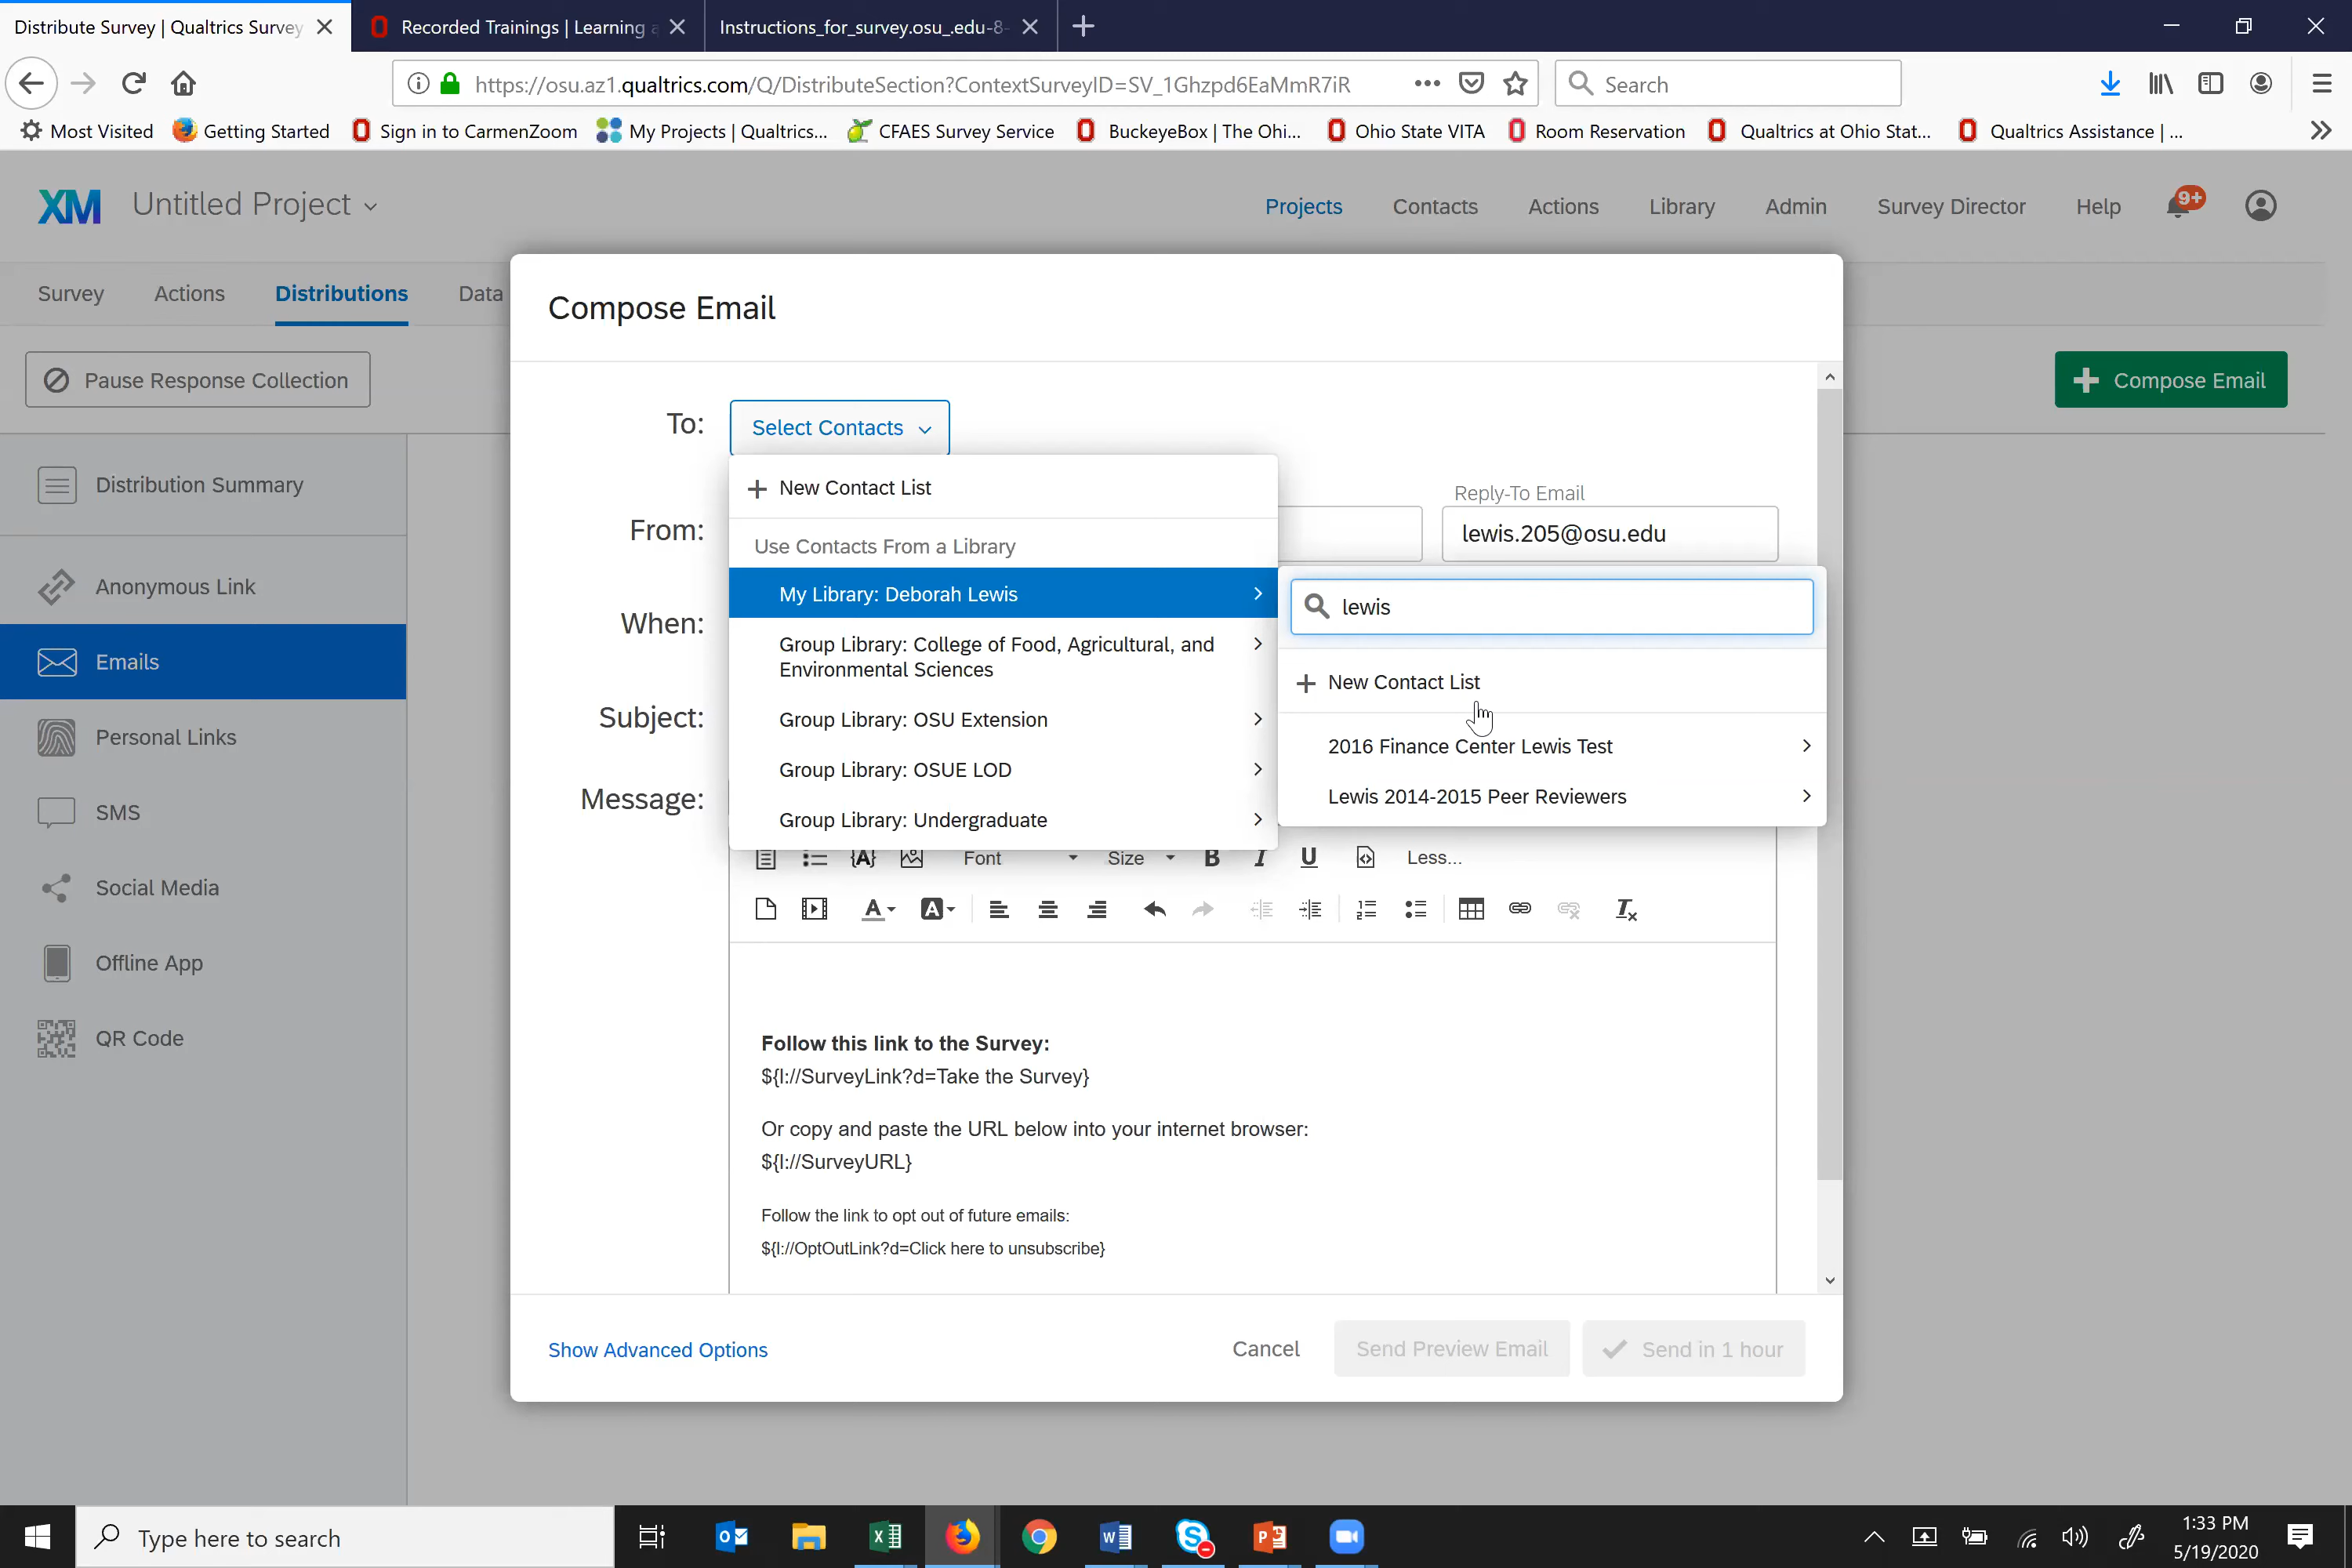 Distribute Survey | Qualtrics Survey
Recorded Trainings | Learning a
Instructions_for_survey.osu_.edu-8-
https://osu.az1.qualtrics.com/Q/DistributeSection?ContextSurveyID=SV_1Ghzpd6EaMmR7iR
Search
Most Visited
Getting Started
Sign in to CarmenZoom
My Projects | Qualtrics...
CFAES Survey Service
BuckeyeBox | The Ohi...
Ohio State VITA
Room Reservation
Qualtrics at Ohio Stat...
Qualtrics Assistance | ...
XM
Untitled Project
Projects
Contacts
Actions
Library
Admin
Survey Director
Help
9+
Survey
Actions
Distributions
Data
Pause Response Collection
Compose Email
Distribution Summary
Anonymous Link
Emails
Personal Links
SMS
Social Media
Offline App
QR Code
Compose Email
To:
Select Contacts
New Contact List
Use Contacts From a Library
My Library: Deborah Lewis
Group Library: College of Food, Agricultural, and
Environmental Sciences
Group Library: OSU Extension
Group Library: OSUE LOD
Group Library: Undergraduate
From:
Reply-To Email
lewis.205@osu.edu
lewis
New Contact List
2016 Finance Center Lewis Test
Lewis 2014-2015 Peer Reviewers
When:
Subject:
Message:
Font
Size
B
I
U
Less...
Follow this link to the Survey:
${l://SurveyLink?d=Take the Survey}
Or copy and paste the URL below into your internet browser:
${l://SurveyURL}
Follow the link to opt out of future emails:
${l://OptOutLink?d=Click here to unsubscribe}
Show Advanced Options
Cancel
Send Preview Email
Send in 1 hour
Type here to search
1:33 PM
5/19/2020